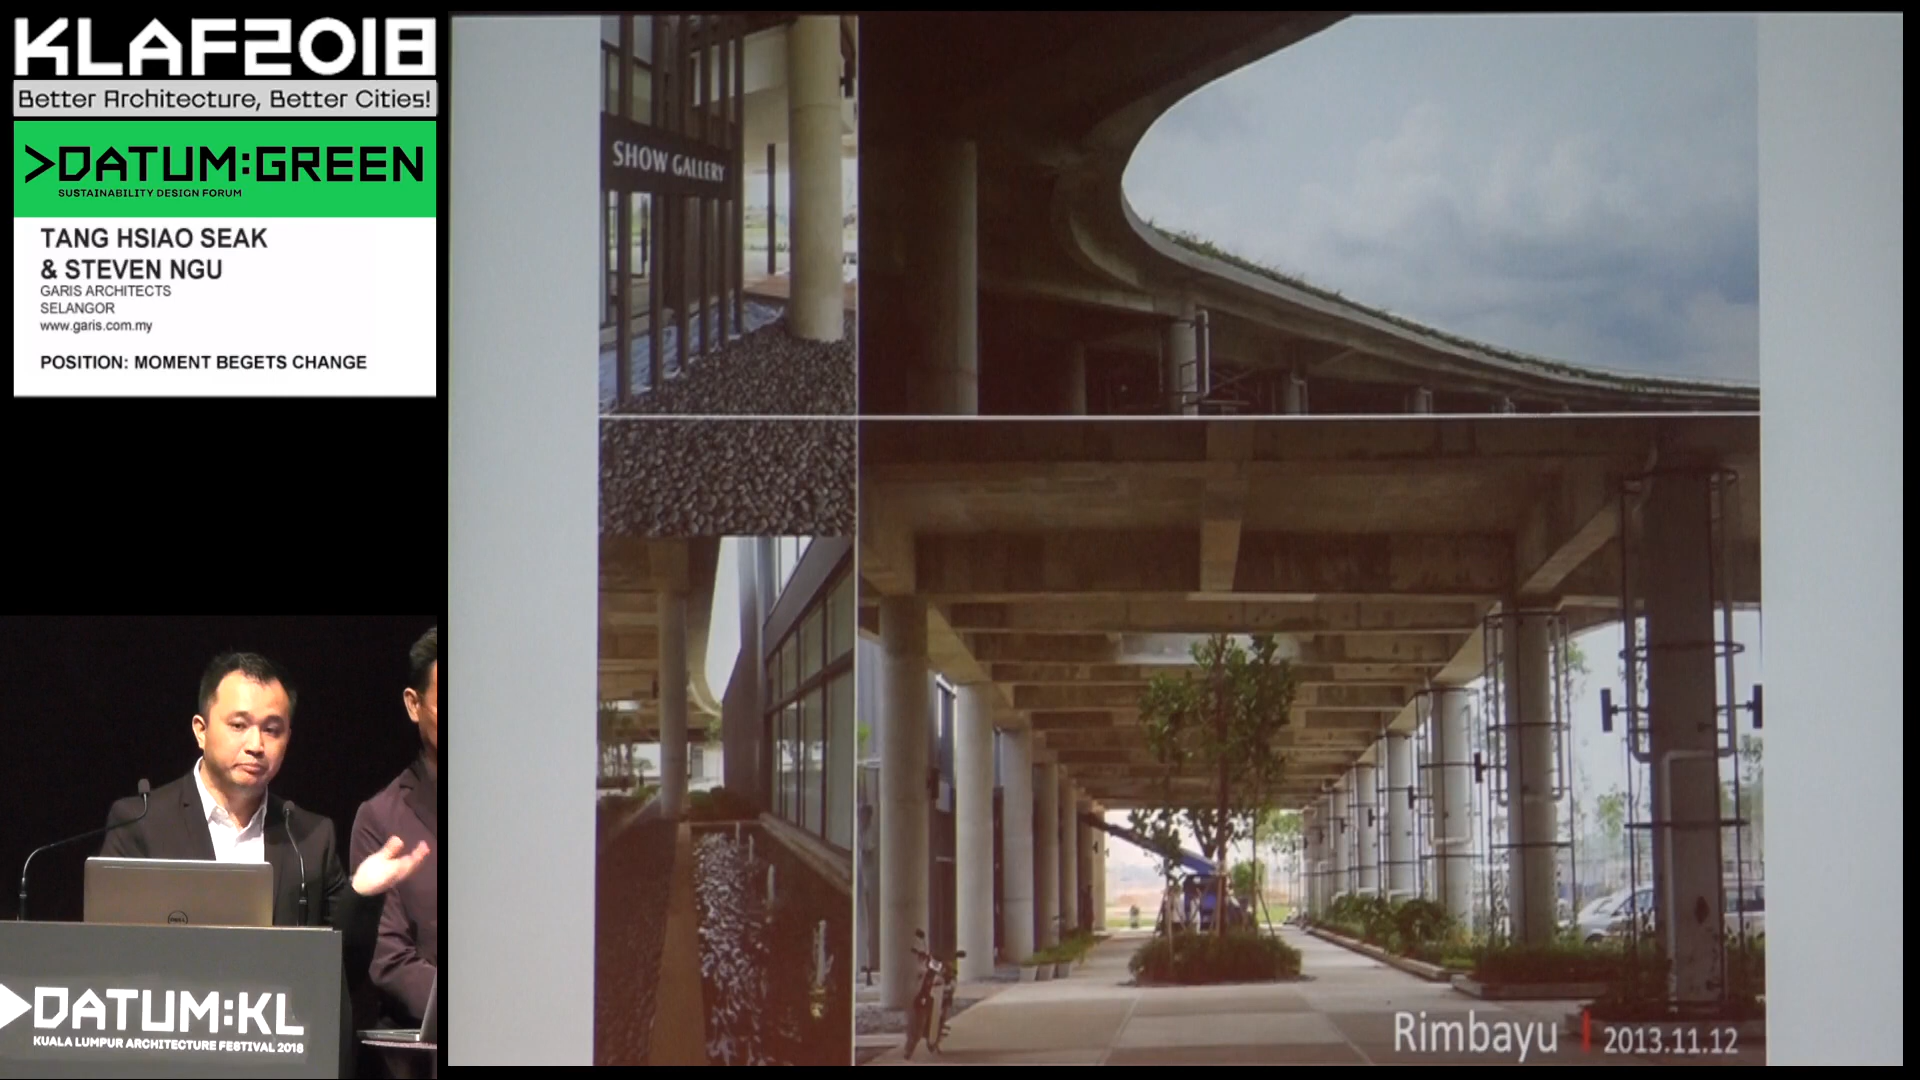 KLAF2018
Better Architecture, Better Cities!
>DATUM:GREEN
SUSTAINABILITY DESIGN FORUM
TANG HSIAO SEAK
& STEVEN NGU
GARIS ARCHITECTS
SELANGOR
www.garis.com.my
POSITION: MOMENT BEGETS CHANGE
SHOW GALLERY
DELL
DATUM:KL
KUALA LUMPUR ARCHITECTURE FESTIVAL 2018
Rimbayu | 2013.11.12